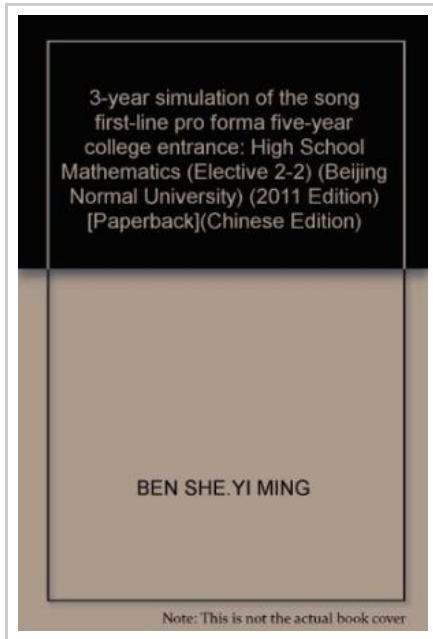 3-year simulation of the song
first-line pro forma five-year
college entrance: High School
Mathematics (Elective 2-2) (Beijing
Normal University) (2011 Edition)
[Paperback](Chinese Edition)
BEN SHE.YI MING
Note: This is not the actual book cover